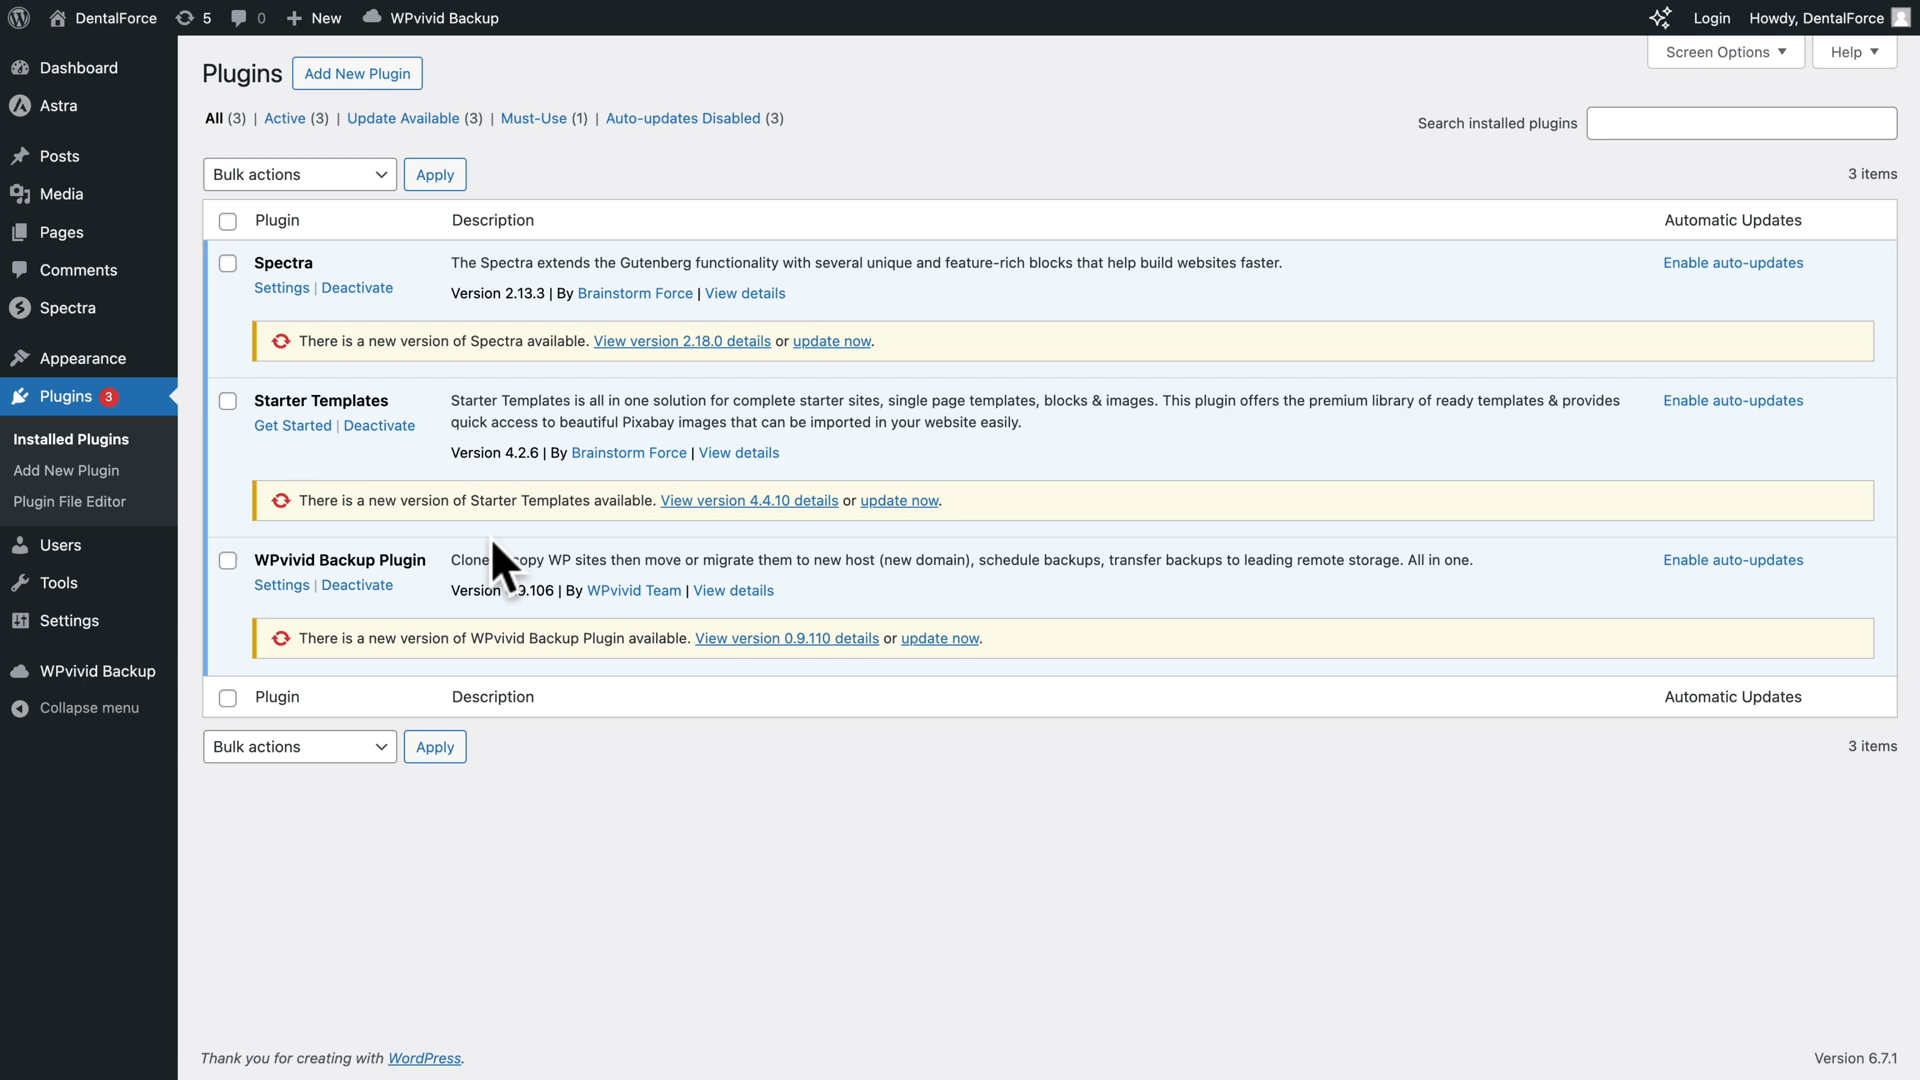 DentalForce 5 0 New WPvivid Backup Login Howdy, DentalForce
Screen Options Help
Dashboard
Astra
Posts
Media
Pages
Comments
Spectra
Appearance
Plugins 3
Installed Plugins
Add New Plugin
Plugin File Editor
Users
Tools
Settings
WPvivid Backup
Collapse menu
Plugins Add New Plugin
All (3) | Active (3) | Update Available (3) | Must-Use (1) | Auto-updates Disabled (3)
Search installed plugins
Bulk actions Apply 3 items
Plugin Description Automatic Updates
Spectra The Spectra extends the Gutenberg functionality with several unique and feature-rich blocks that help build websites faster. Enable auto-updates
Settings | Deactivate Version 2.13.3 | By Brainstorm Force | View details
There is a new version of Spectra available. View version 2.18.0 details or update now.
Starter Templates Starter Templates is all in one solution for complete starter sites, single page templates, blocks & images. This plugin offers the premium library of ready templates & provides Enable auto-updates
Get Started | Deactivate quick access to beautiful Pixabay images that can be imported in your website easily.
Version 4.2.6 | By Brainstorm Force | View details
There is a new version of Starter Templates available. View version 4.4.10 details or update now.
WPvivid Backup Plugin Clone opy WP sites then move or migrate them to new host (new domain), schedule backups, transfer backups to leading remote storage. All in one. Enable auto-updates
Settings | Deactivate Version 9.106 | By WPvivid Team | View details
There is a new version of WPvivid Backup Plugin available. View version 0.9.110 details or update now.
Plugin Description Automatic Updates
Bulk actions Apply 3 items
Thank you for creating with WordPress. Version 6.7.1